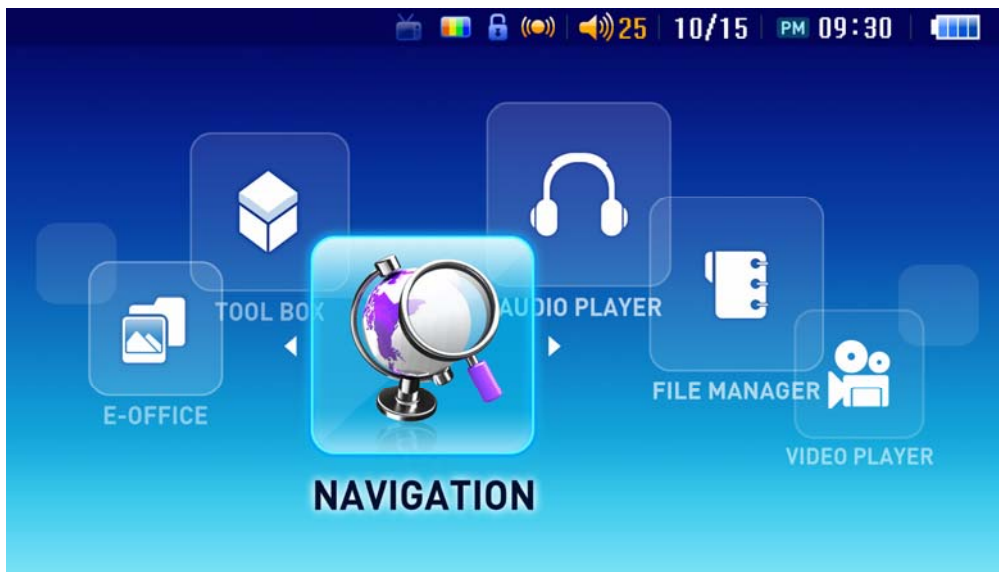 25 10/15 PM 09:30
TOOL BOX
AUDIO PLAYER
E-OFFICE
FILE MANAGER
VIDEO PLAYER
NAVIGATION